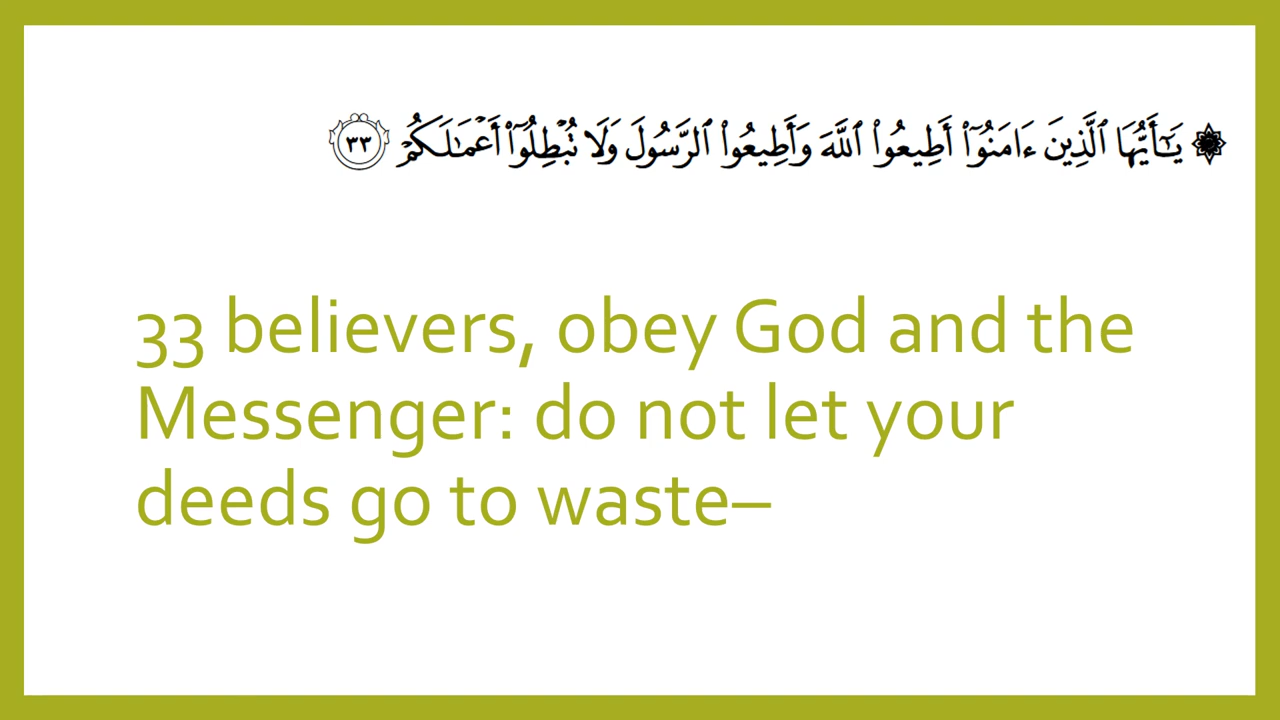 ۞ يَـٰٓأَيُّهَا ٱلَّذِينَ ءَامَنُوٓا۟ أَطِيعُوا۟ ٱللَّهَ وَأَطِيعُوا۟ ٱلرَّسُولَ وَلَا تُبْطِلُوٓا۟ أَعْمَـٰلَكُمْ ٣٣
33 believers, obey God and the
Messenger: do not let your
deeds go to waste–